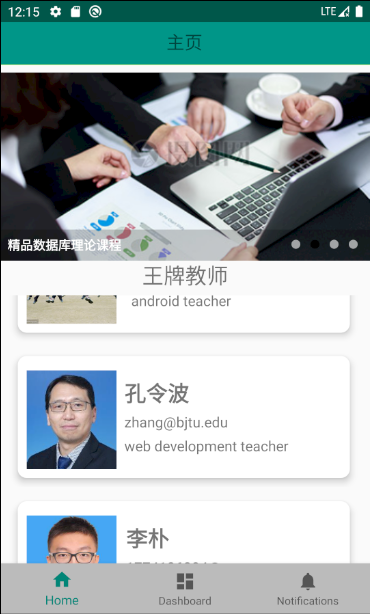 12:15
LTE
主页
精品数据库理论课程
王牌教师
android teacher
孔令波
zhang@bjtu.edu
web development teacher
李朴
Home
Dashboard
Notifications